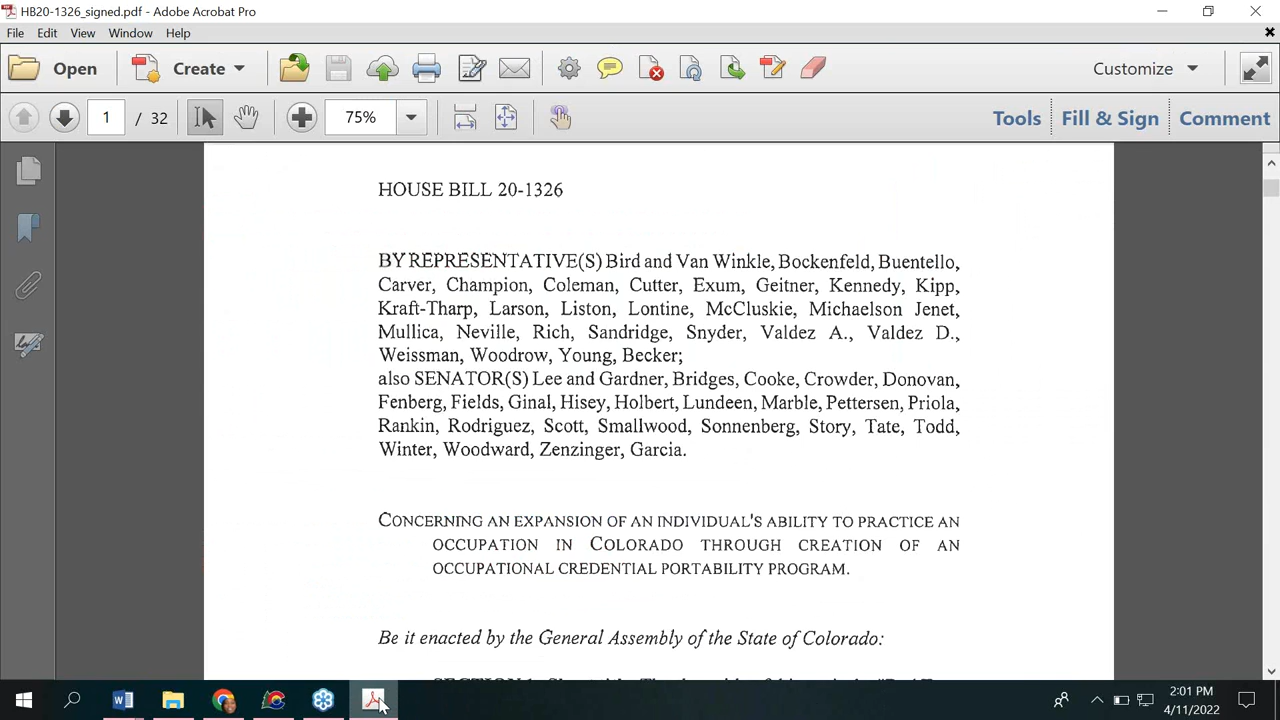 HB20-1326_signed.pdf - Adobe Acrobat Pro
File Edit View Window Help
Open Create Customize
1 / 32 75% Tools Fill & Sign Comment
HOUSE BILL 20-1326
BY REPRESENTATIVE(S) Bird and Van Winkle, Bockenfeld, Buentello,
Carver, Champion, Coleman, Cutter, Exum, Geitner, Kennedy, Kipp,
Kraft-Tharp, Larson, Liston, Lontine, McCluskie, Michaelson Jenet,
Mullica, Neville, Rich, Sandridge, Snyder, Valdez A., Valdez D.,
Weissman, Woodrow, Young, Becker;
also SENATOR(S) Lee and Gardner, Bridges, Cooke, Crowder, Donovan,
Fenberg, Fields, Ginal, Hisey, Holbert, Lundeen, Marble, Pettersen, Priola,
Rankin, Rodriguez, Scott, Smallwood, Sonnenberg, Story, Tate, Todd,
Winter, Woodward, Zenzinger, Garcia.
CONCERNING AN EXPANSION OF AN INDIVIDUAL'S ABILITY TO PRACTICE AN
OCCUPATION IN COLORADO THROUGH CREATION OF AN
OCCUPATIONAL CREDENTIAL PORTABILITY PROGRAM.
Be it enacted by the General Assembly of the State of Colorado:
2:01 PM
4/11/2022